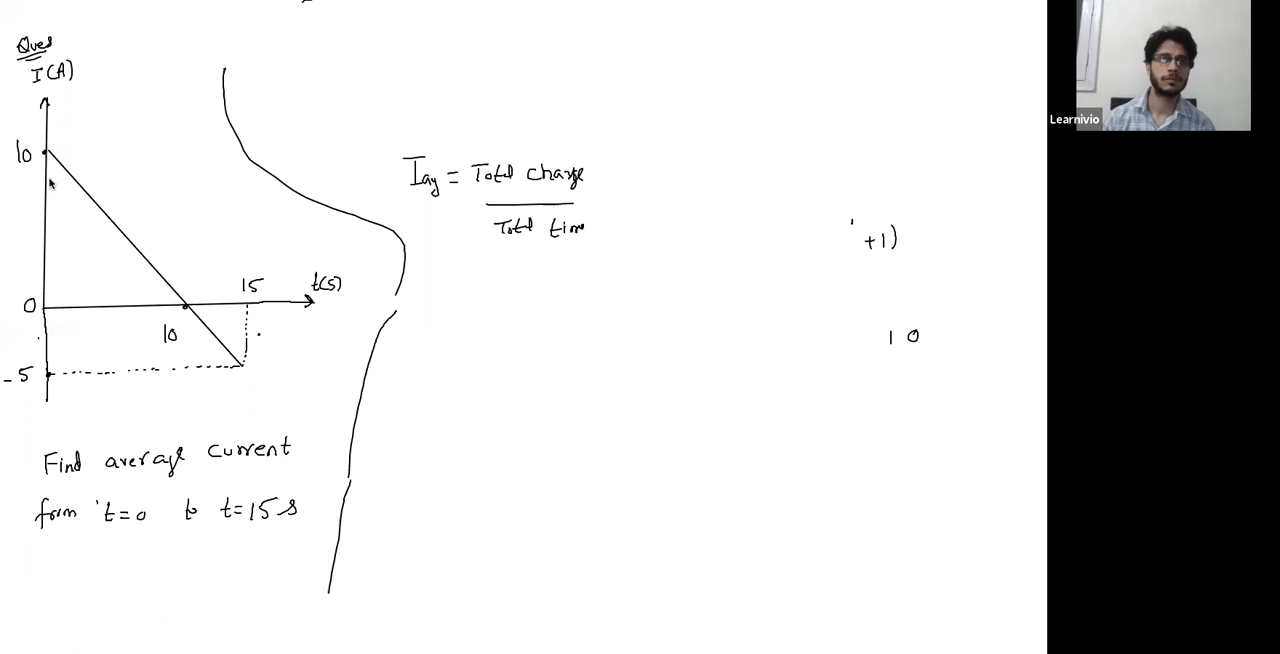 Ques
I(A)
10
0
10
15
t(s)
-5
Find average current
from t=0 to t=15 s
Iav = Total charge
Total time
+1)
10
Learnivio